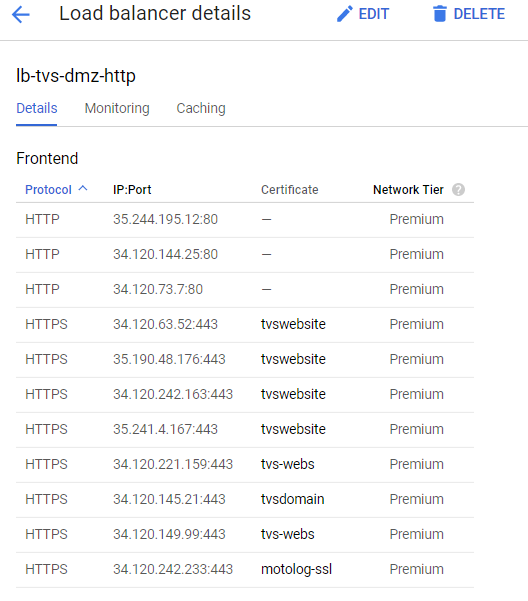 Load balancer details EDIT DELETE
lb-tvs-dmz-http
Details Monitoring Caching
Frontend
Protocol IP:Port Certificate Network Tier ?
HTTP 35.244.195.12:80 — Premium
HTTP 34.120.144.25:80 — Premium
HTTP 34.120.73.7:80 — Premium
HTTPS 34.120.63.52:443 tvswebsite Premium
HTTPS 35.190.48.176:443 tvswebsite Premium
HTTPS 34.120.242.163:443 tvswebsite Premium
HTTPS 35.241.4.167:443 tvswebsite Premium
HTTPS 34.120.221.159:443 tvs-webs Premium
HTTPS 34.120.145.21:443 tvsdomain Premium
HTTPS 34.120.149.99:443 tvs-webs Premium
HTTPS 34.120.242.233:443 motolog-ssl Premium